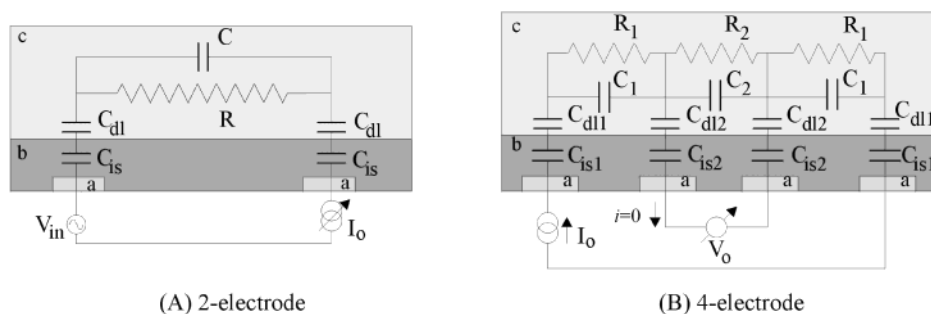 c
C
R
C_dl
C_dl
b
C_is
C_is
a
a
V_in
I_o
(A) 2-electrode
c
R_1
R_2
R_1
C_1
C_2
C_1
C_dl1
C_dl2
C_dl2
C_dl1
b
C_is1
C_is2
C_is2
C_is1
a
a
a
a
i=0
I_o
V_o
(B) 4-electrode